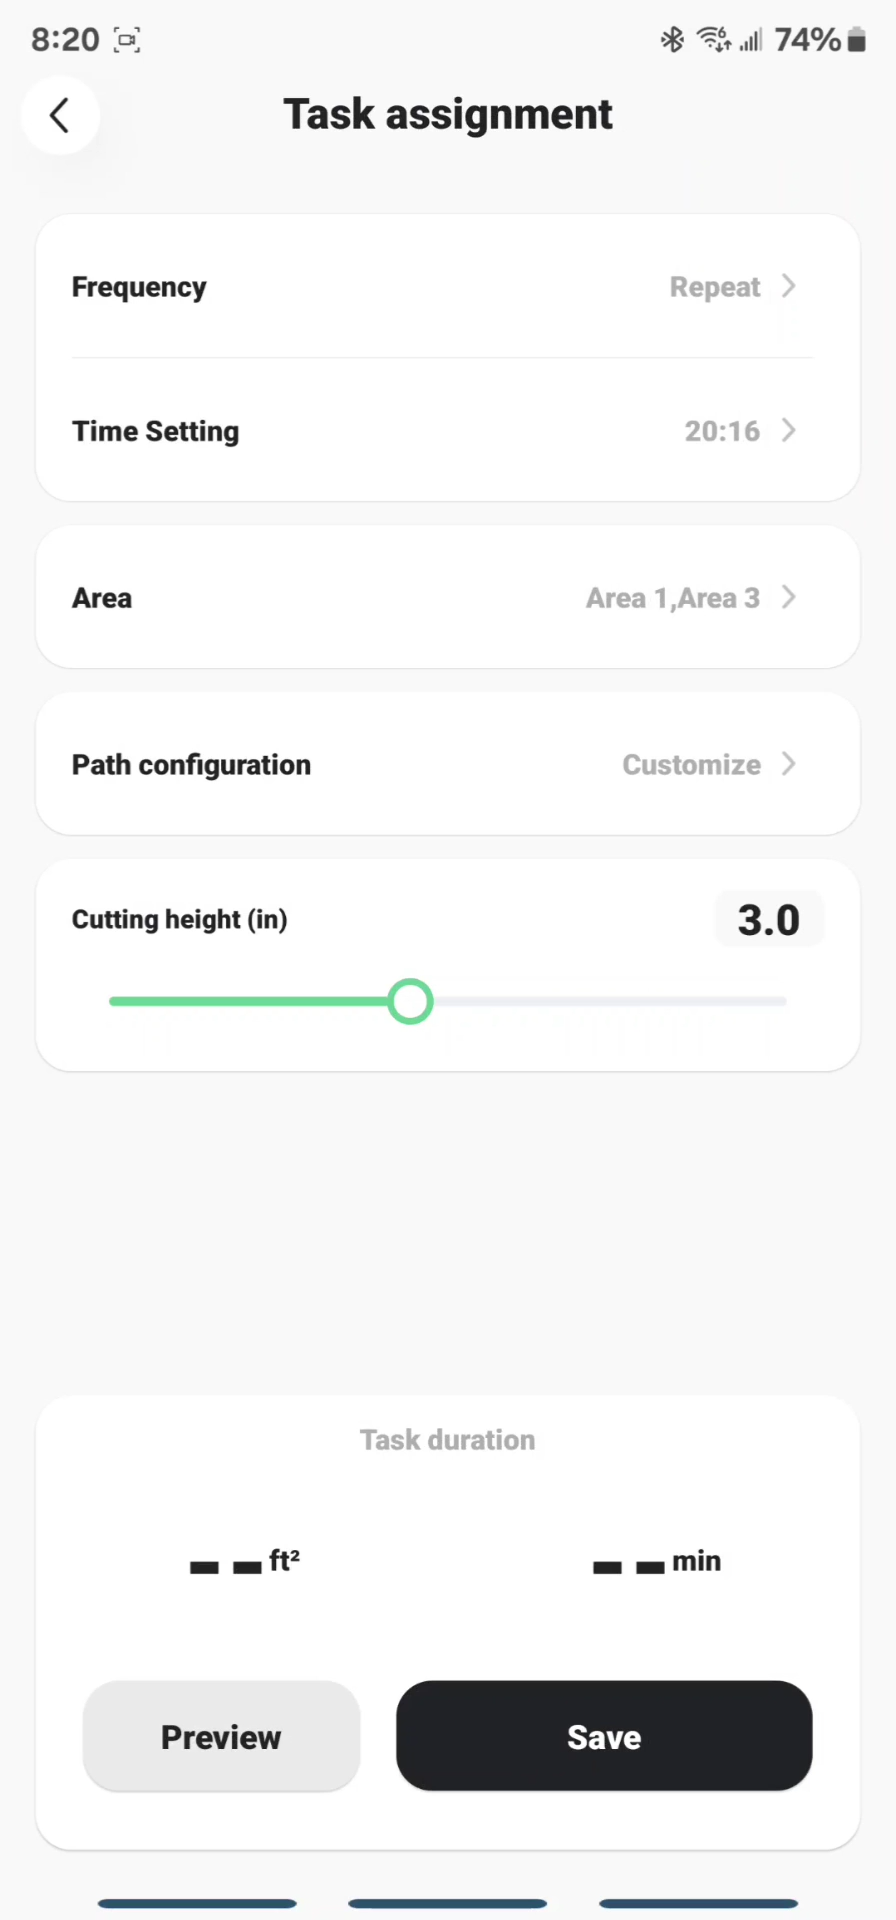 8:20 74%
Task assignment
Frequency Repeat
Time Setting 20:16
Area Area 1,Area 3
Path configuration Customize
Cutting height (in) 3.0
Task duration
-- ft² -- min
Preview Save